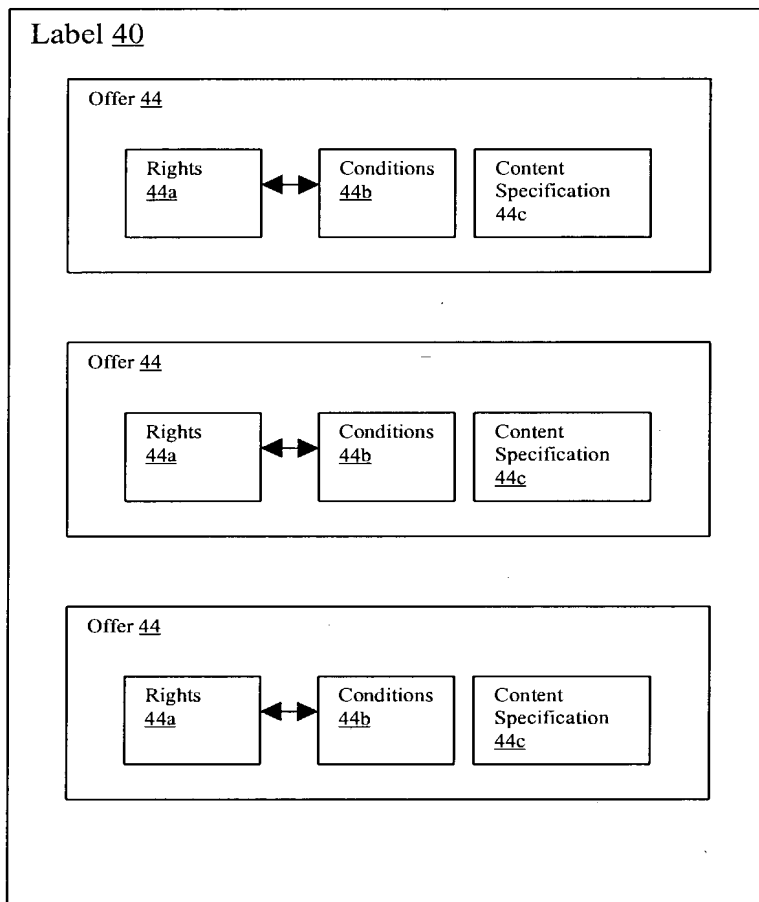 Label 40
Offer 44
Rights
44a
Conditions
44b
Content
Specification
44c
Offer 44
Rights
44a
Conditions
44b
Content
Specification
44c
Offer 44
Rights
44a
Conditions
44b
Content
Specification
44c